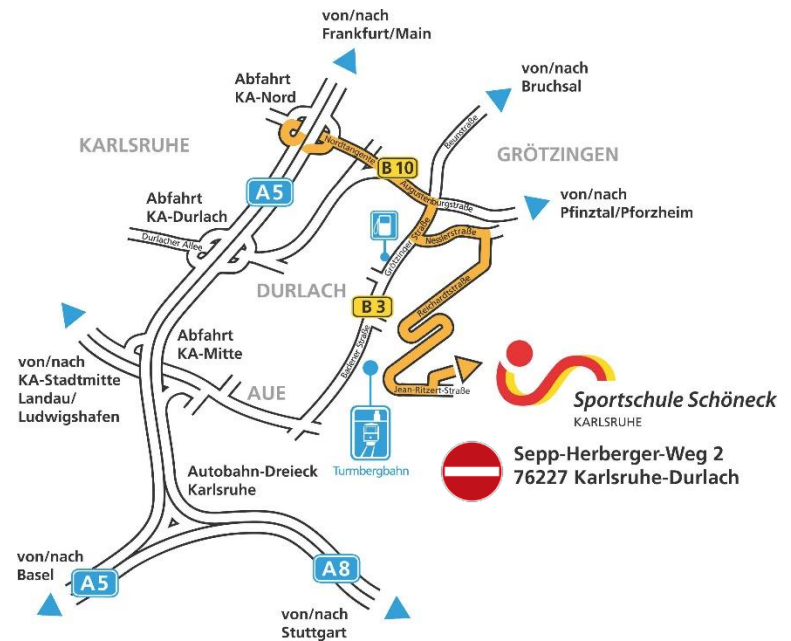 von/nach
Frankfurt/Main
Abfahrt
KA-Nord
von/nach
Bruchsal
KARLSRUHE
Nordtangente
B 10
Beunstraße
GRÖTZINGEN
A5
Augustenburgstraße
von/nach
Pfinztal/Pforzheim
Abfahrt
KA-Durlach
Durlacher Allee
Grötzinger Straße
Nesslerstraße
DURLACH
B 3
Reichardtstraße
Abfahrt
KA-Mitte
Badener Straße
von/nach
KA-Stadtmitte
Landau/
Ludwigshafen
AUE
Jean-Ritzert-Straße
Sportschule Schöneck
KARLSRUHE
Turmbergbahn
Sepp-Herberger-Weg 2
76227 Karlsruhe-Durlach
Autobahn-Dreieck
Karlsruhe
von/nach
Basel
A5
A8
von/nach
Stuttgart